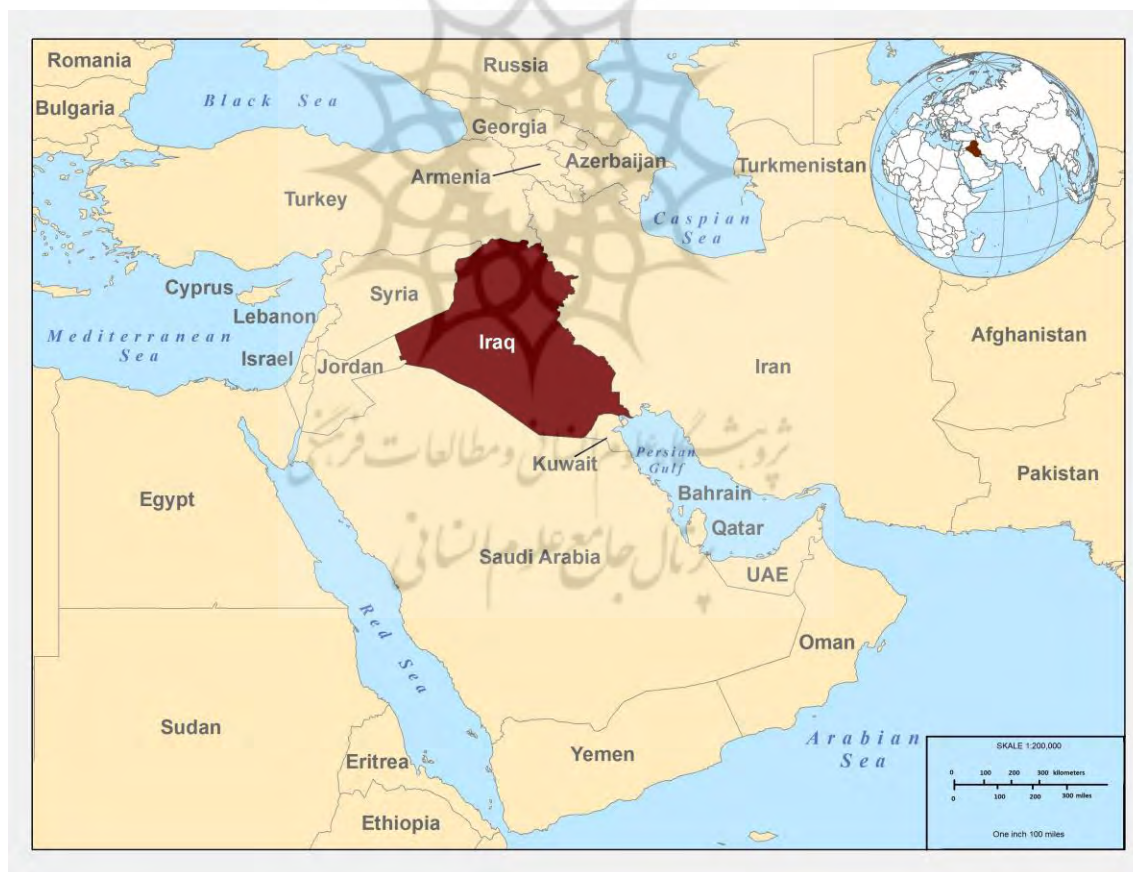 Romania
Russia
Bulgaria
Black Sea
Georgia
Armenia
Azerbaijan
Turkmenistan
Turkey
Caspian
Sea
Cyprus
Syria
Lebanon
Iraq
Afghanistan
Mediterranean
Sea
Israel
Jordan
Iran
پژوهشگاه علوم انسانی و مطالعات فرهنگی
Kuwait
Persian
Gulf
Pakistan
Egypt
Bahrain
Qatar
پرتال جامع علوم انسانی
Saudi Arabia
UAE
Red Sea
Oman
Sudan
Yemen
Arabian
Sea
Eritrea
Ethiopia
SKALE 1:200,000
0 100 200 300 kilometers
0 100 200 300 miles
One inch 100 miles